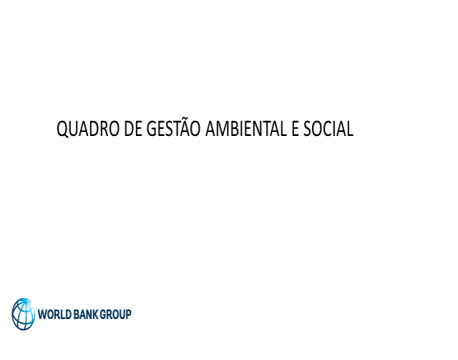 QUADRO DE GESTÃO AMBIENTAL E SOCIAL
WORLD BANK GROUP